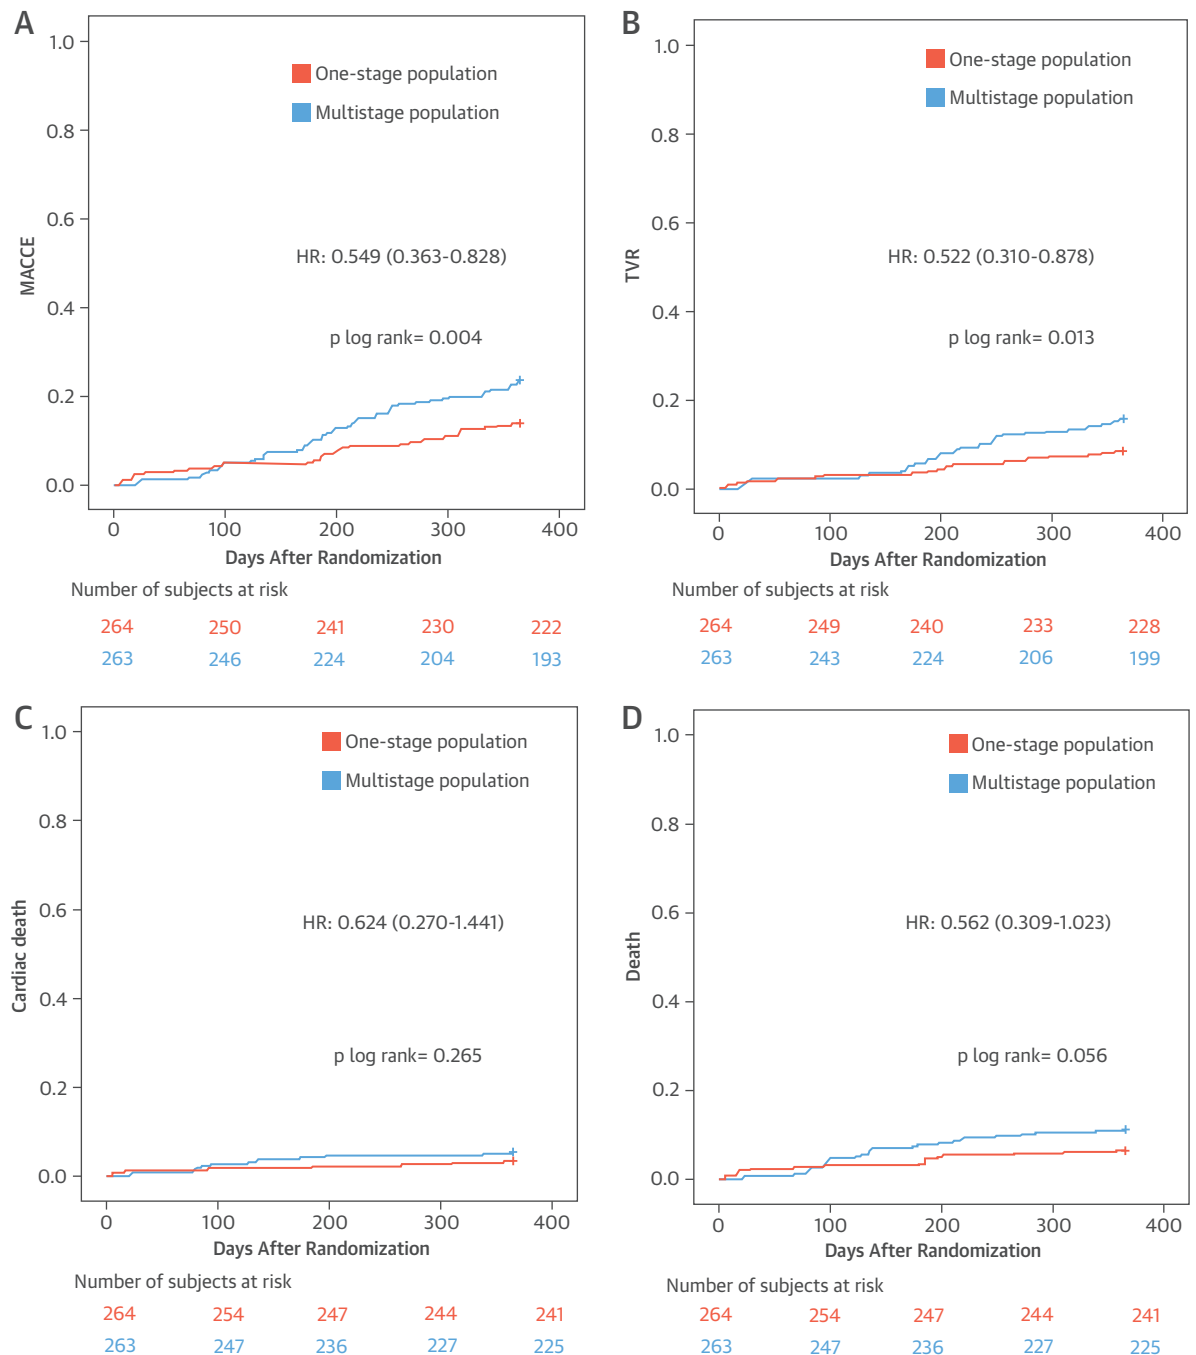 A
1.0
0.8
0.6
0.4
0.2
0.0
MACCE
One-stage population
Multistage population
HR: 0.549 (0.363-0.828)
p log rank= 0.004
0 100 200 300 400
Days After Randomization
Number of subjects at risk
264 250 241 230 222
263 246 224 204 193
B
1.0
0.8
0.6
0.4
0.2
0.0
TVR
One-stage population
Multistage population
HR: 0.522 (0.310-0.878)
p log rank= 0.013
0 100 200 300 400
Days After Randomization
Number of subjects at risk
264 249 240 233 228
263 243 224 206 199
C
1.0
0.8
0.6
0.4
0.2
0.0
Cardiac death
One-stage population
Multistage population
HR: 0.624 (0.270-1.441)
p log rank= 0.265
0 100 200 300 400
Days After Randomization
Number of subjects at risk
264 254 247 244 241
263 247 236 227 225
D
1.0
0.8
0.6
0.4
0.2
0.0
Death
One-stage population
Multistage population
HR: 0.562 (0.309-1.023)
p log rank= 0.056
0 100 200 300 400
Days After Randomization
Number of subjects at risk
264 254 247 244 241
263 247 236 227 225